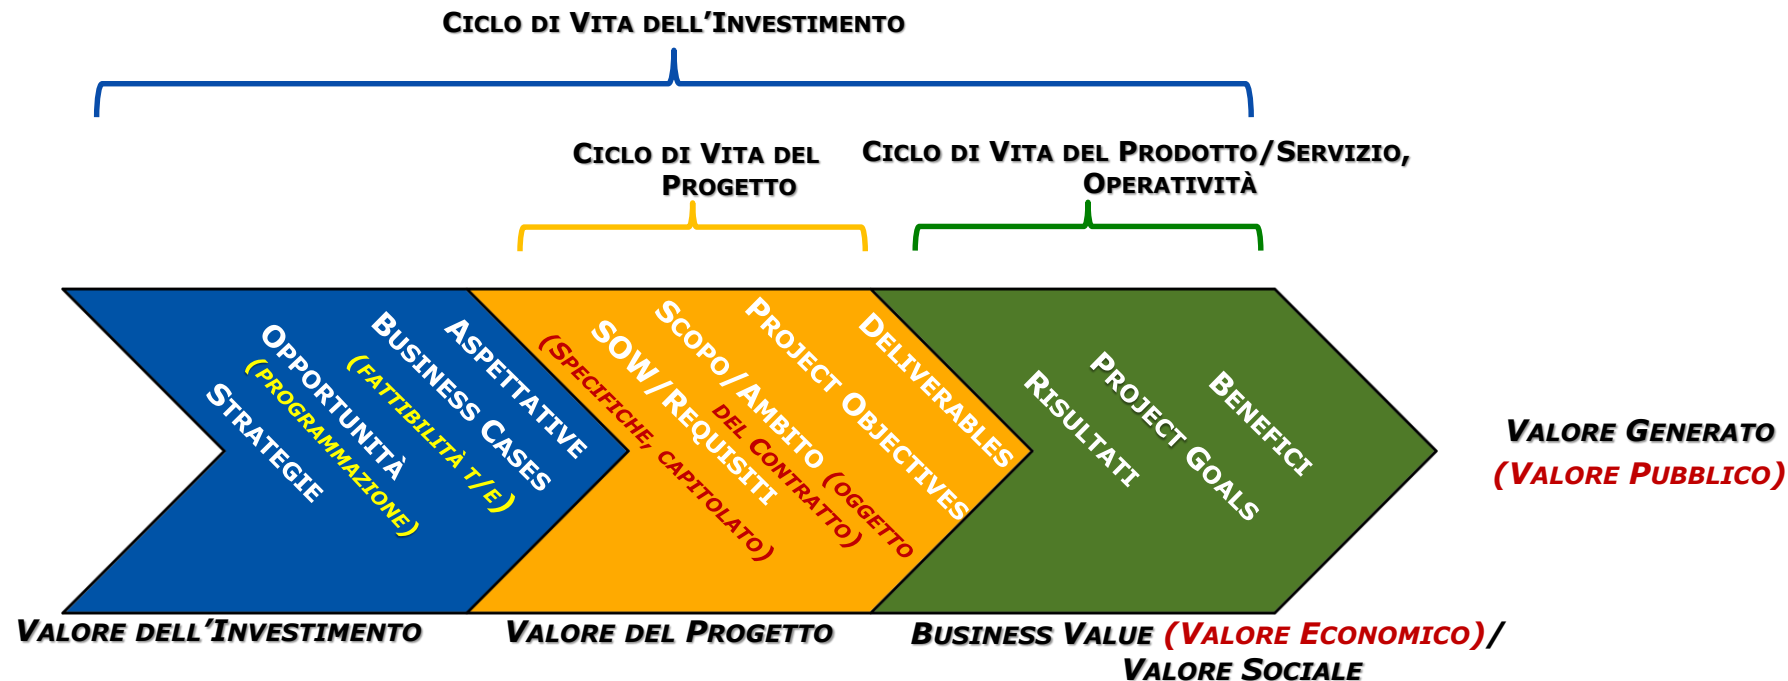 Ciclo di Vita dell'Investimento
Ciclo di Vita del
Progetto
Ciclo di Vita del Prodotto/Servizio,
Operatività
Strategie
Opportunità
(programmazione)
Business Cases
(fattibilità t/e)
Aspettative
SOW/Requisiti
(Specifiche, capitolato)
Scopo/Ambito (oggetto
del Contratto)
Project Objectives
Deliverables
Risultati
Project Goals
Benefici
Valore Generato
(Valore Pubblico)
Valore dell'Investimento
Valore del Progetto
Business Value (Valore Economico)/
Valore Sociale